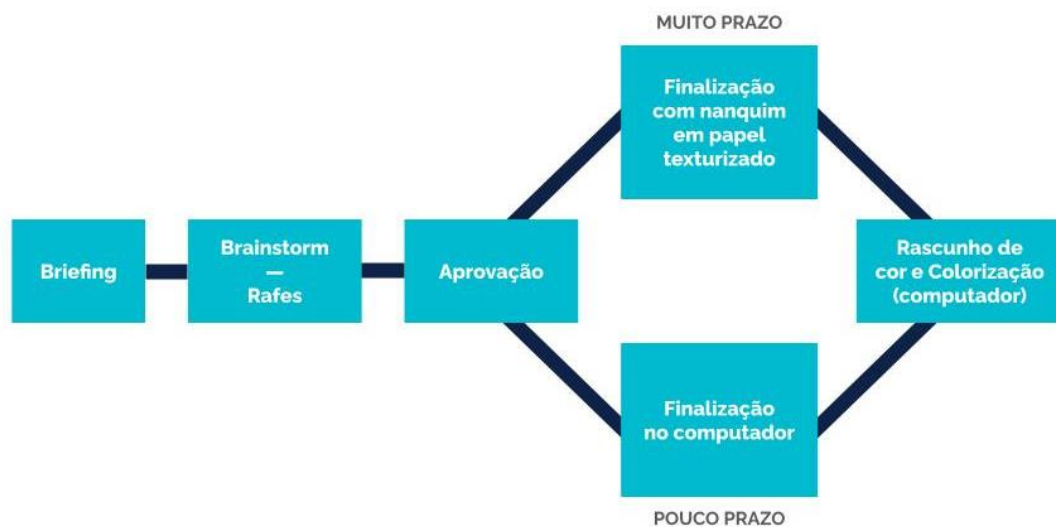 Briefing
Brainstorm
—
Rafes
Aprovação
MUITO PRAZO
Finalização
com nanquim
em papel
texturizado
Finalização
no computador
POUCO PRAZO
Rascunho de
cor e Colorização
(computador)